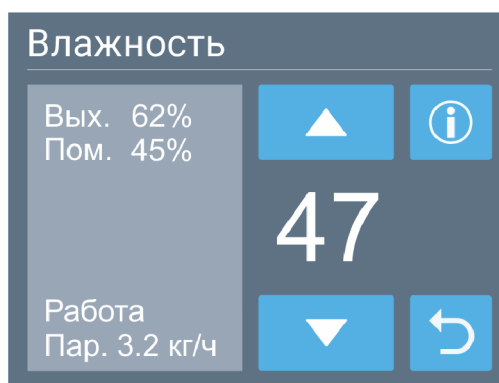 Влажность
Вых. 62%
Пом. 45%
47
Работа
Пар. 3.2 кг/ч